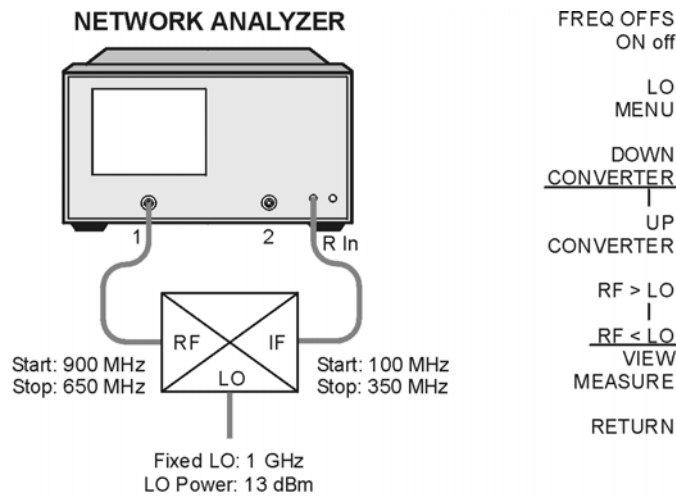 NETWORK ANALYZER
1
2
R In
RF
IF
LO
Start: 900 MHz
Stop: 650 MHz
Start: 100 MHz
Stop: 350 MHz
Fixed LO: 1 GHz
LO Power: 13 dBm
FREQ OFFS
ON off
LO
MENU
DOWN
CONVERTER
UP
CONVERTER
RF > LO
RF < LO
VIEW
MEASURE
RETURN